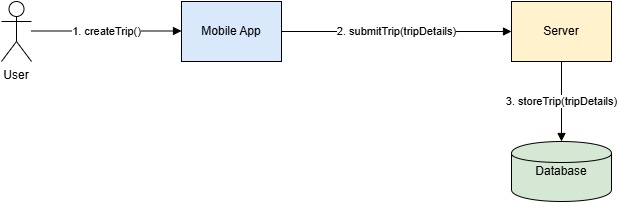 1. createTrip()
Mobile App
2. submitTrip(tripDetails)
Server
User
3. storeTrip(tripDetails)
Database